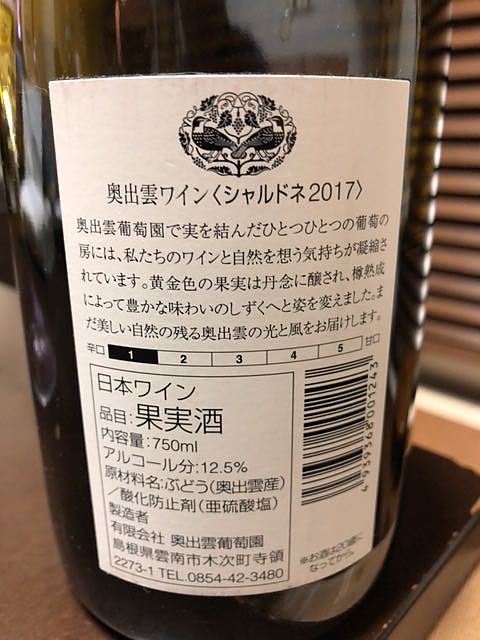 奥出雲ワイン〈シャルドネ2017〉
奥出雲葡萄園で実を結んだひとつひとつの葡萄の
房には、私たちのワインと自然を想う気持ちが凝縮さ
れています。黄金色の果実は丹念に醸され、樽熟成
によって豊かな味わいのしずくへと姿を変えました。ま
だ美しい自然の残る奥出雲の光と風をお届けします。
辛口 1 2 3 4 5 甘口
日本ワイン
品目:果実酒
内容量:750ml
アルコール分:12.5%
原材料名:ぶどう(奥出雲産)
/酸化防止剤(亜硫酸塩)
製造者
有限会社 奥出雲葡萄園
島根県雲南市木次町寺領
2273-1 TEL.0854-42-3480
4939368001243
※お酒は20歳に
なってから。